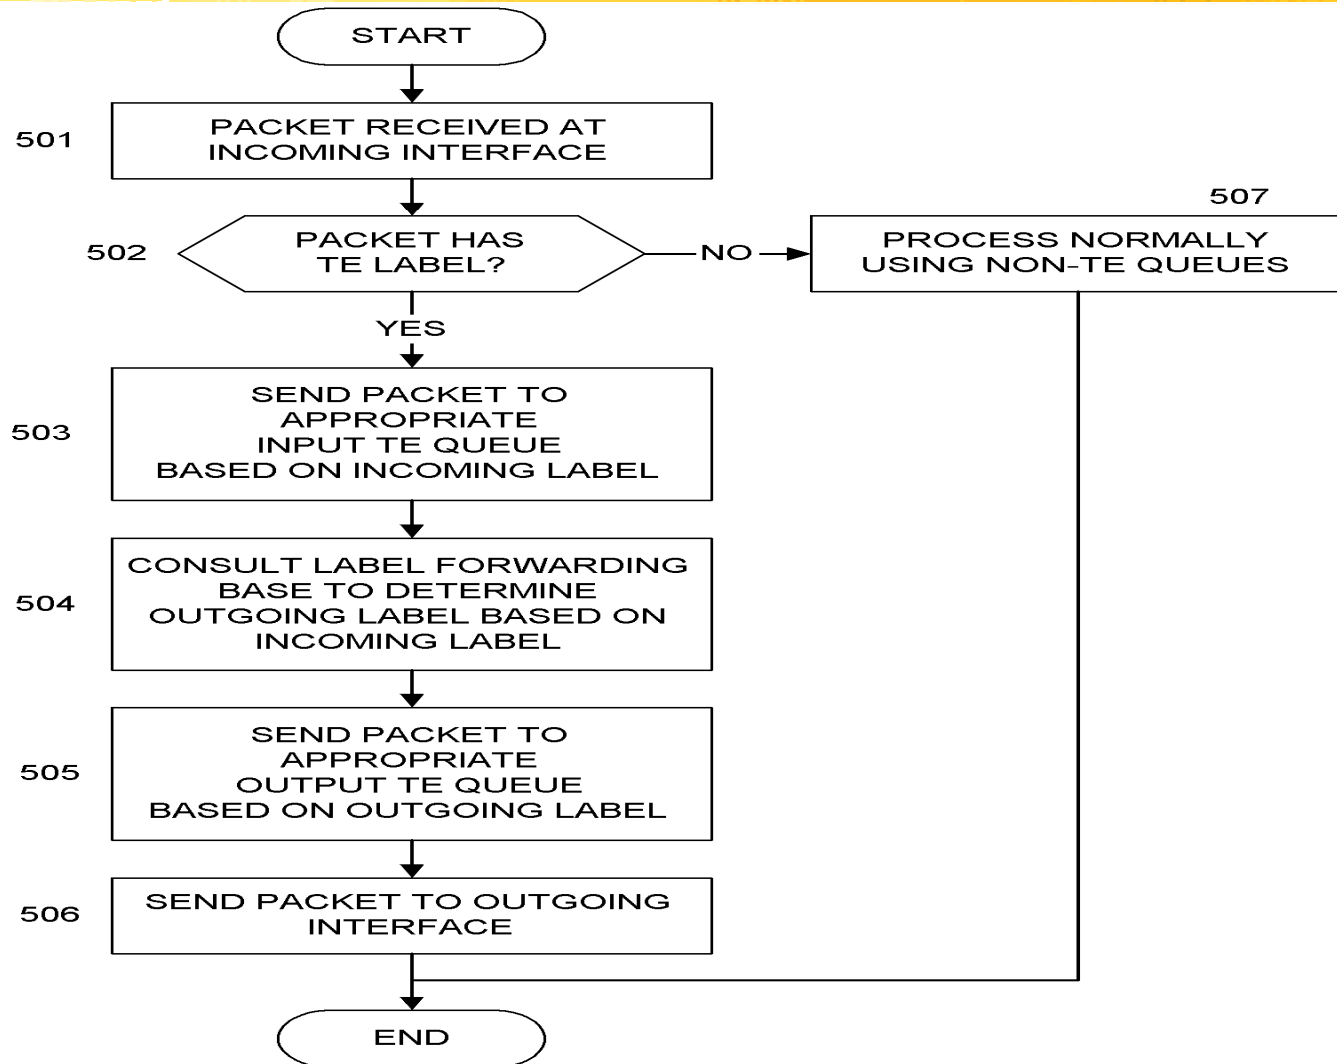 START
501
PACKET RECEIVED AT
INCOMING INTERFACE
502
PACKET HAS
TE LABEL?
NO
507
PROCESS NORMALLY
USING NON-TE QUEUES
YES
503
SEND PACKET TO
APPROPRIATE
INPUT TE QUEUE
BASED ON INCOMING LABEL
504
CONSULT LABEL FORWARDING
BASE TO DETERMINE
OUTGOING LABEL BASED ON
INCOMING LABEL
505
SEND PACKET TO
APPROPRIATE
OUTPUT TE QUEUE
BASED ON OUTGOING LABEL
506
SEND PACKET TO OUTGOING
INTERFACE
END